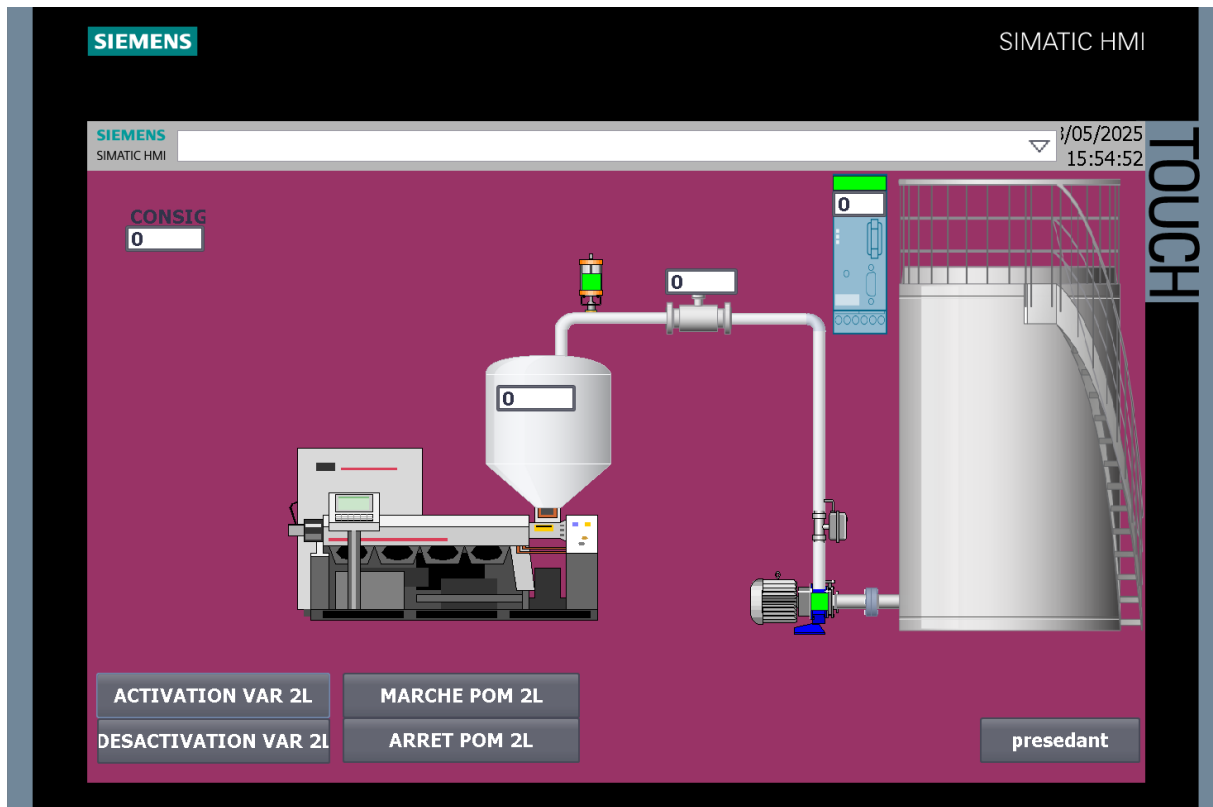 SIEMENS
SIMATIC HMI
TOUCH
SIEMENS
SIMATIC HMI
/05/2025
15:54:52
CONSIG
0
0
0
0
ACTIVATION VAR 2L
MARCHE POM 2L
DESACTIVATION VAR 2L
ARRET POM 2L
presedant